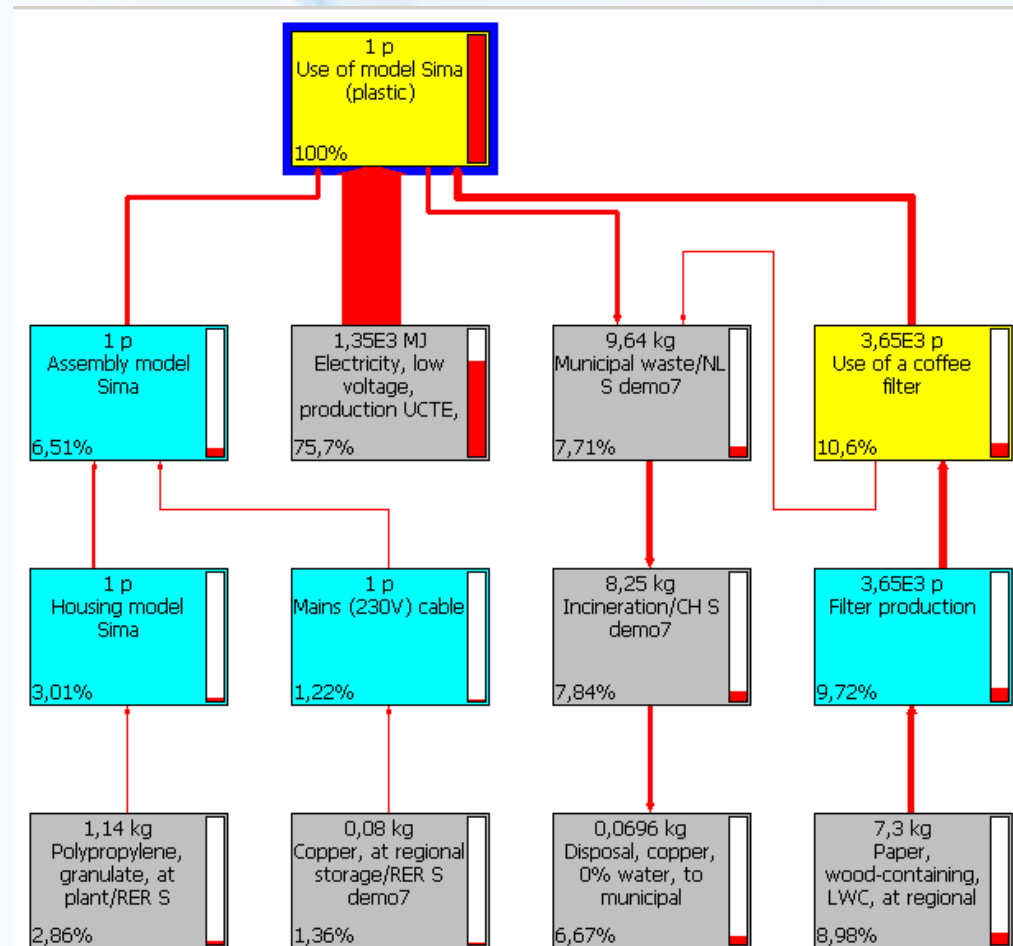 1 p
Use of model Sima
(plastic)
100%
1 p
Assembly model
Sima
6,51%
1,35E3 MJ
Electricity, low
voltage,
production UCTE,
75,7%
9,64 kg
Municipal waste/NL
S demo7
7,71%
3,65E3 p
Use of a coffee
filter
10,6%
1 p
Housing model
Sima
3,01%
1 p
Mains (230V) cable
1,22%
8,25 kg
Incineration/CH S
demo7
7,84%
3,65E3 p
Filter production
9,72%
1,14 kg
Polypropylene,
granulate, at
plant/RER S
2,86%
0,08 kg
Copper, at regional
storage/RER S
demo7
1,36%
0,0696 kg
Disposal, copper,
0% water, to
municipal
6,67%
7,3 kg
Paper,
wood-containing,
LWC, at regional
8,98%